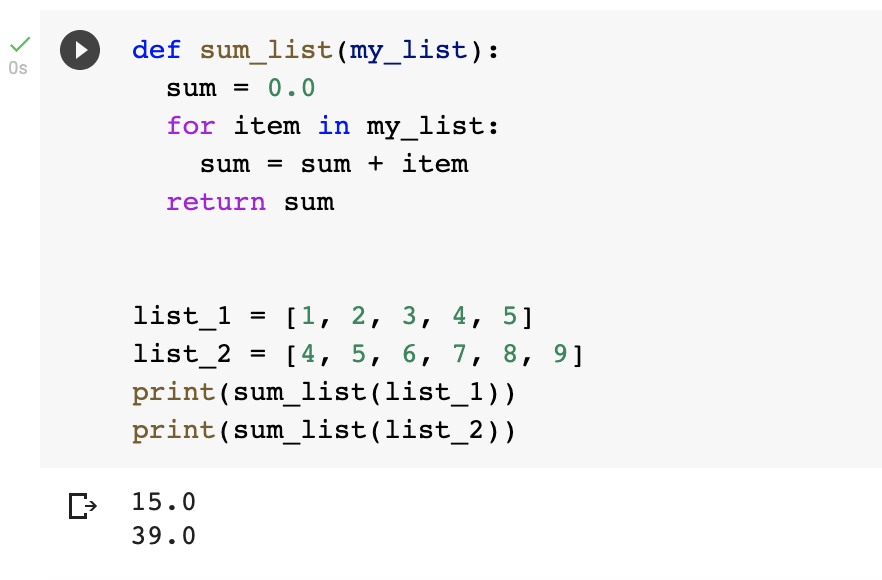 0s
def sum_list(my_list):
  sum = 0.0
  for item in my_list:
    sum = sum + item
  return sum
list_1 = [1, 2, 3, 4, 5]
list_2 = [4, 5, 6, 7, 8, 9]
print(sum_list(list_1))
print(sum_list(list_2))
15.0
39.0